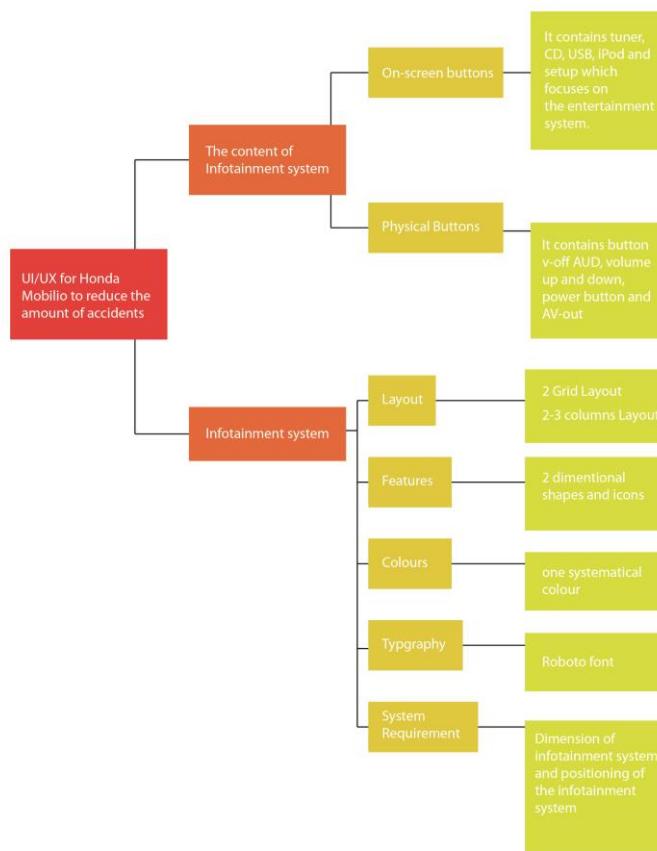 UI/UX for Honda
Mobilio to reduce the
amount of accidents
The content of
Infotainment system
On-screen buttons
It contains tuner,
CD, USB, iPod and
setup which
focuses on
the entertainment
system.
Physical Buttons
It contains button
v-off AUD, volume
up and down,
power button and
AV-out
Infotainment system
Layout
2 Grid Layout
2-3 columns Layout
Features
2 dimentional
shapes and icons
Colours
one systematical
colour
Typgraphy
Roboto font
System
Requirement
Dimension of
infotainment system
and positioning of
the infotainment
system